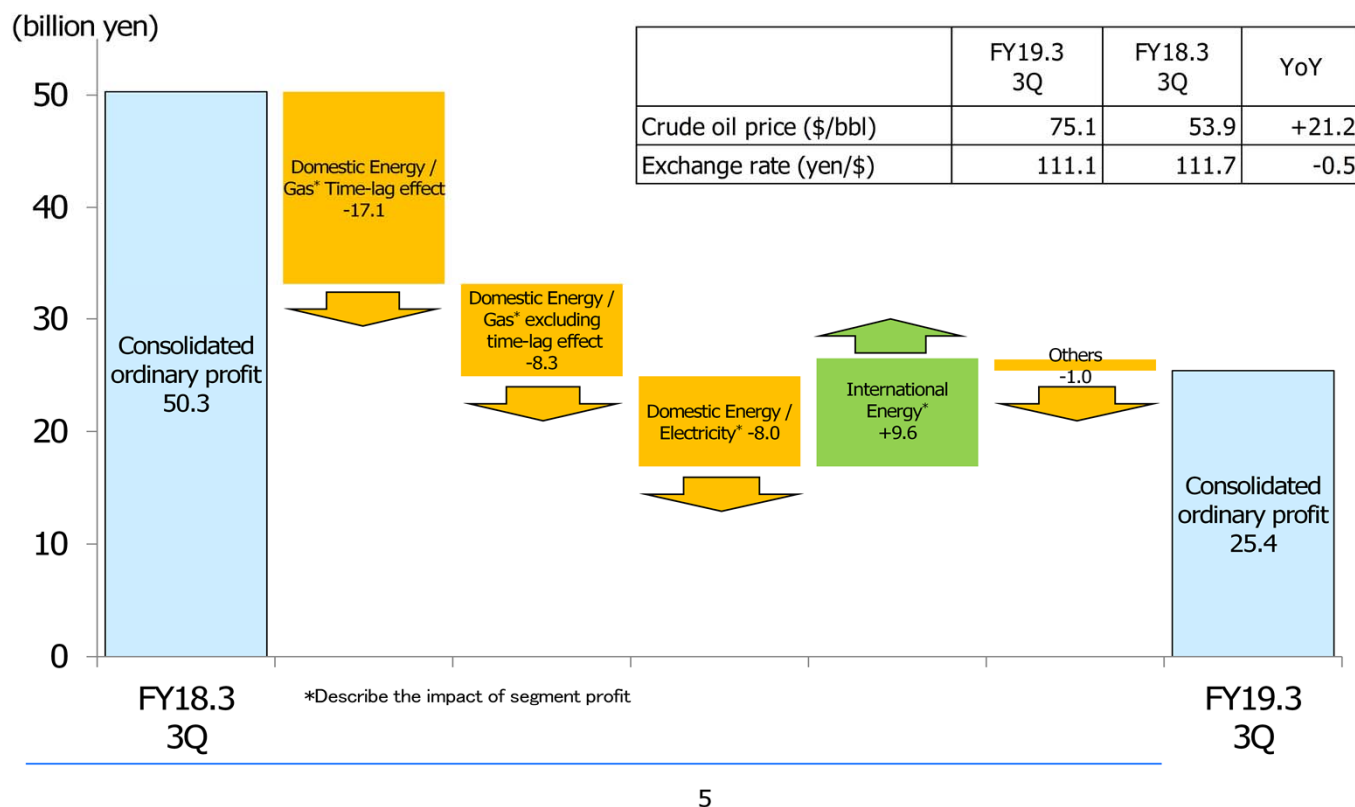 (billion yen)
FY19.3
3Q
FY18.3
3Q
YoY
Crude oil price ($/bbl) 75.1 53.9 +21.2
Exchange rate (yen/$) 111.1 111.7 -0.5
50
40
30
20
10
0
Consolidated
ordinary profit
50.3
Domestic Energy /
Gas* Time-lag effect
-17.1
Domestic Energy /
Gas* excluding
time-lag effect
-8.3
Domestic Energy /
Electricity* -8.0
International
Energy*
+9.6
Others
-1.0
Consolidated
ordinary profit
25.4
FY18.3
3Q
*Describe the impact of segment profit
FY19.3
3Q
5